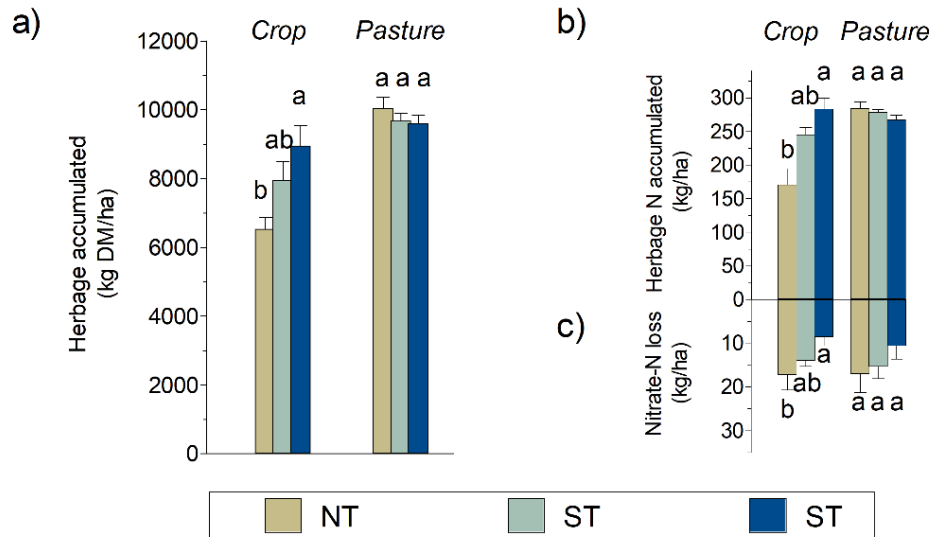 a)
Crop Pasture
Herbage accumulated
(kg DM/ha)
12000
10000
8000
6000
4000
2000
0
b ab a
a a a
b)
Crop Pasture
Herbage N accumulated
(kg/ha)
300
250
200
150
100
50
0
b ab a
a a a
c)
Nitrate-N loss
(kg/ha)
10
20
30
b ab a
a a a
NT ST ST